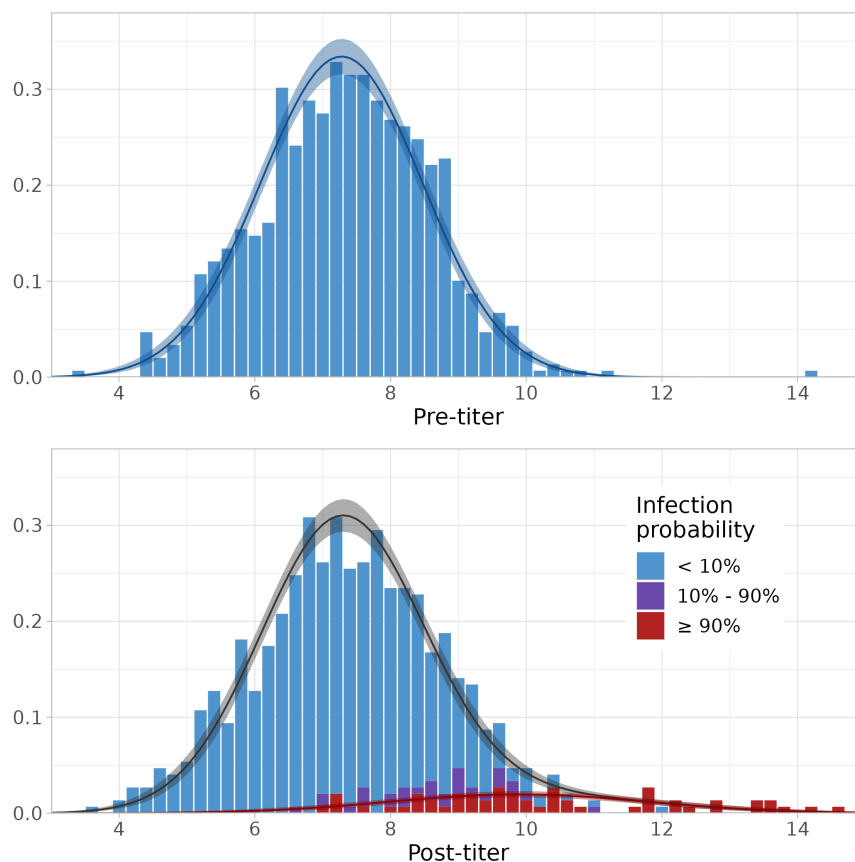 0.3
0.2
0.1
0.0
4 6 8 10 12 14
Pre-titer
0.3
0.2
0.1
0.0
Infection
probability
< 10%
10% - 90%
≥ 90%
4 6 8 10 12 14
Post-titer